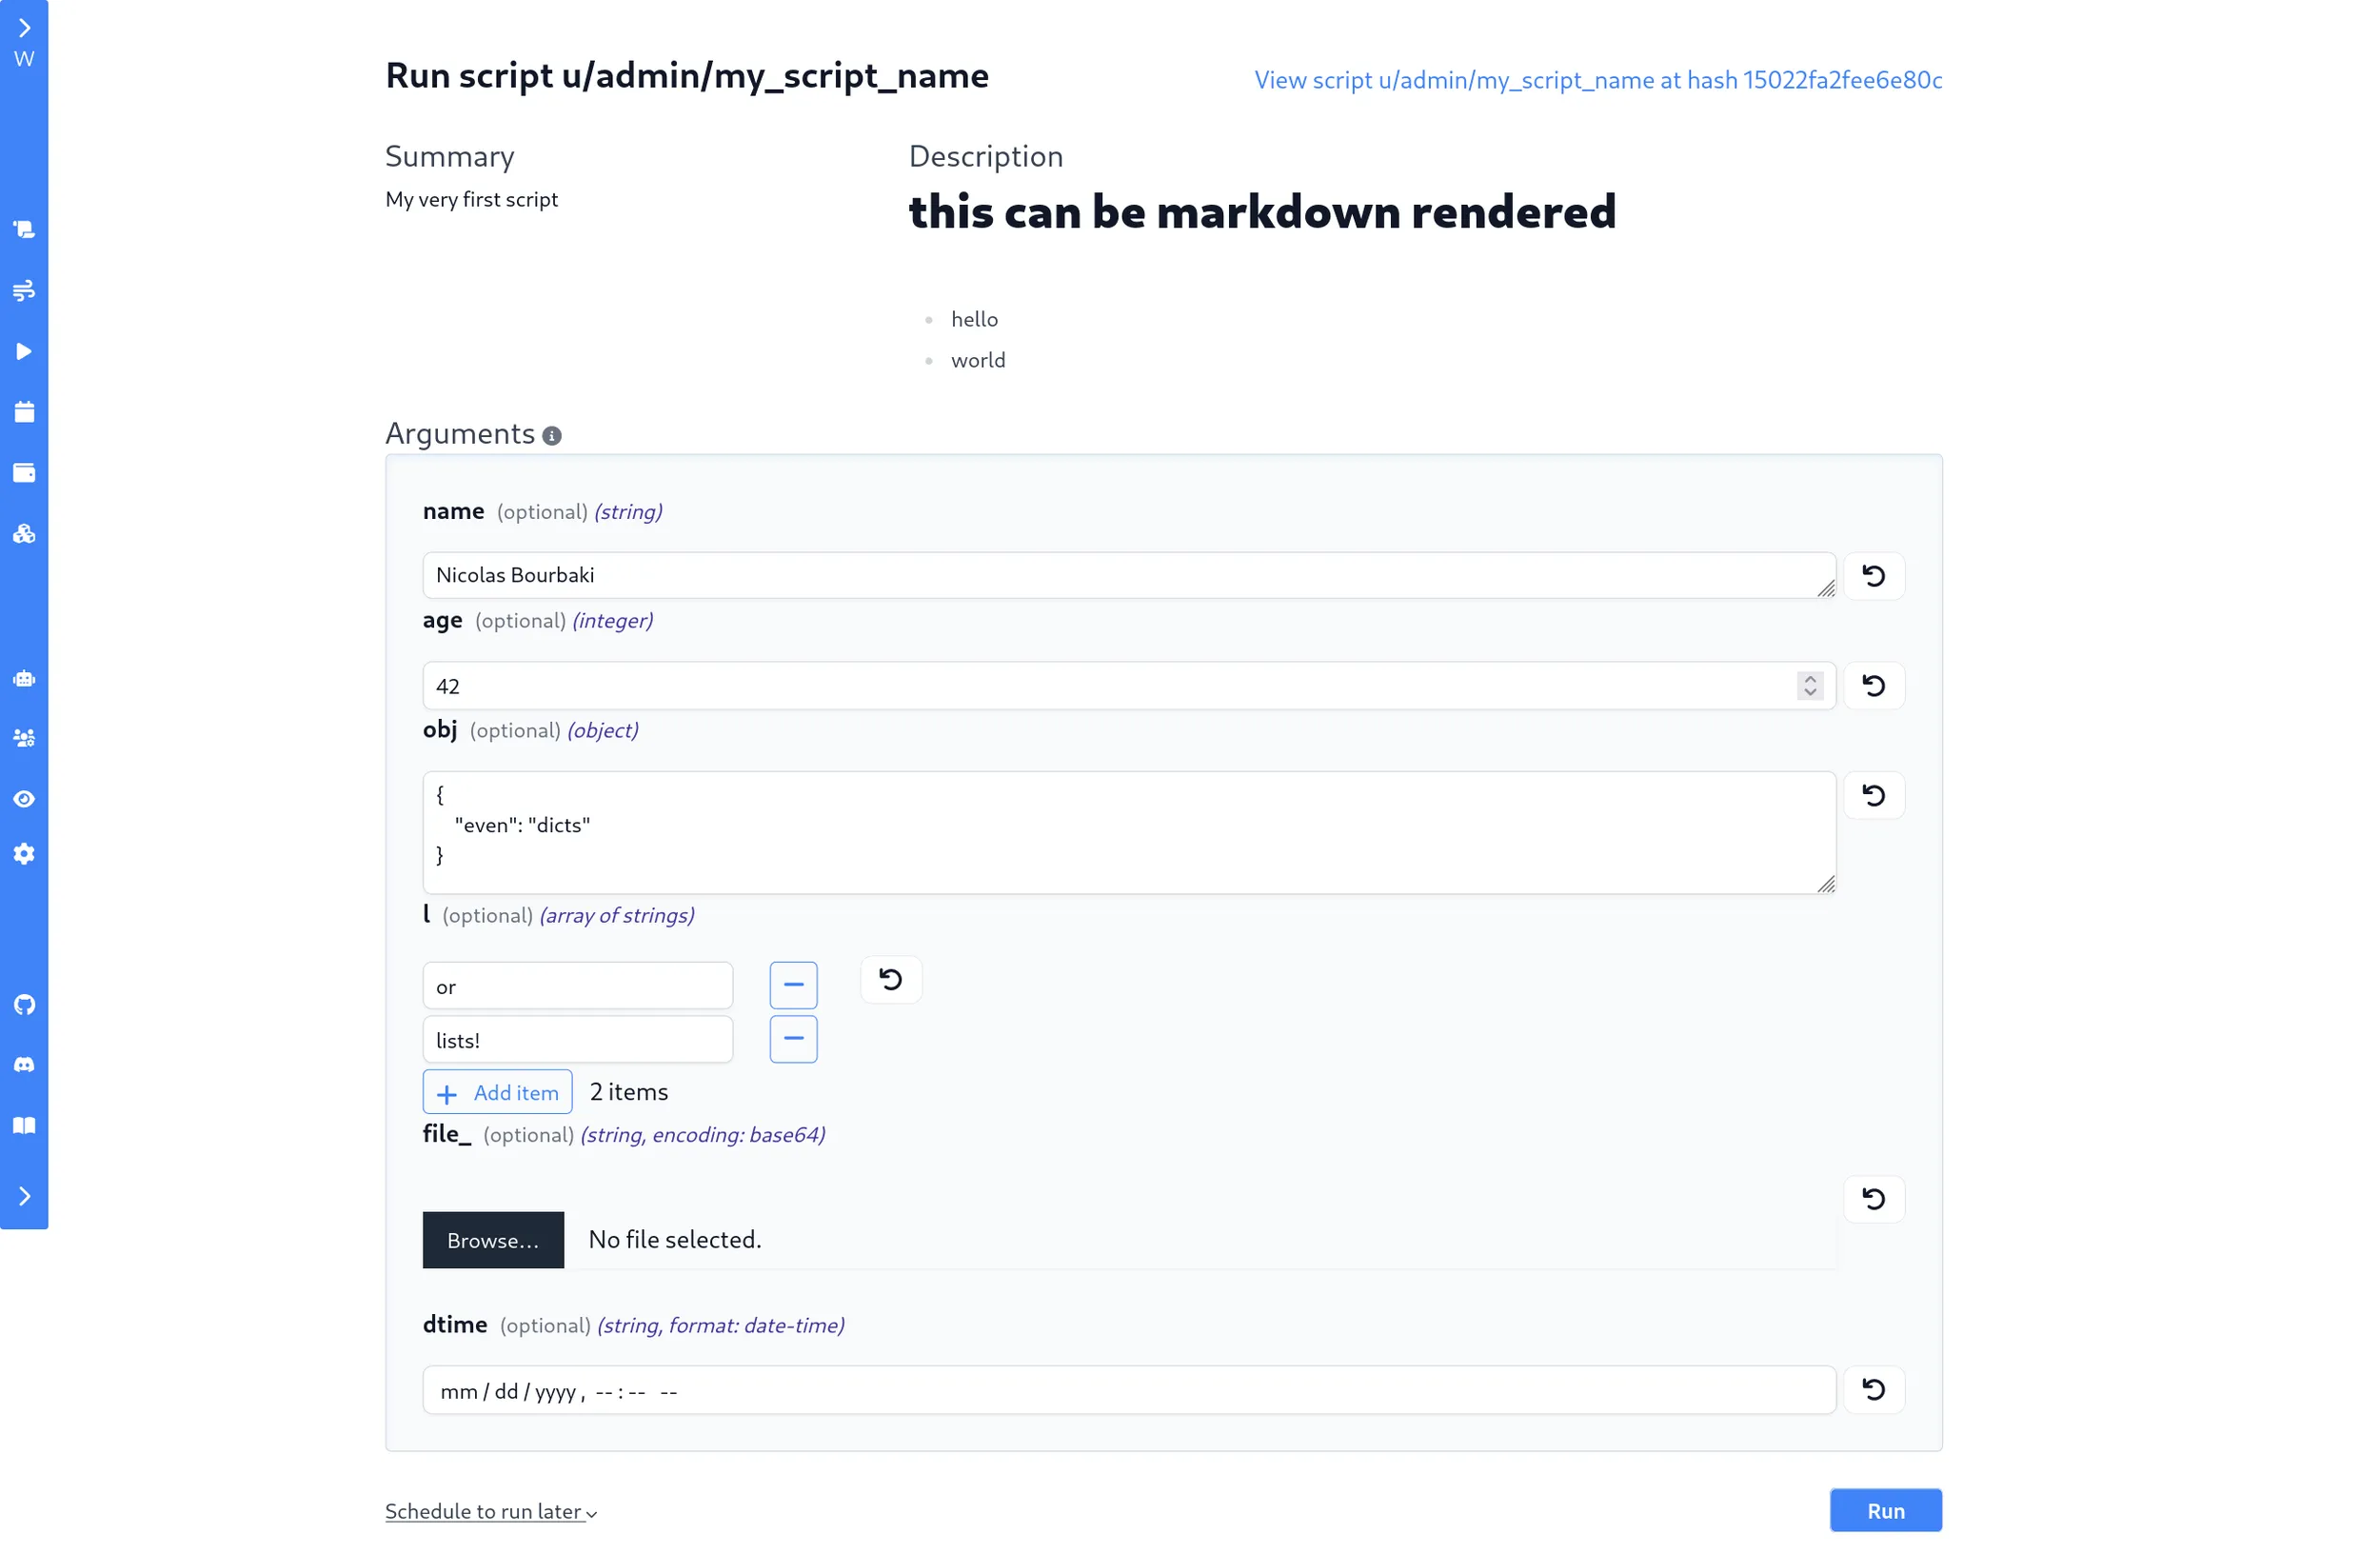 W
Run script u/admin/my_script_name
View script u/admin/my_script_name at hash 15022fa2fee6e80c
Summary
Description
My very first script
this can be markdown rendered
hello
world
Arguments
name (optional) (string)
Nicolas Bourbaki
age (optional) (integer)
42
obj (optional) (object)
{
"even": "dicts"
}
l (optional) (array of strings)
or
lists!
+ Add item 2 items
file_ (optional) (string, encoding: base64)
Browse... No file selected.
dtime (optional) (string, format: date-time)
mm / dd / yyyy , -- : -- --
Schedule to run later
Run